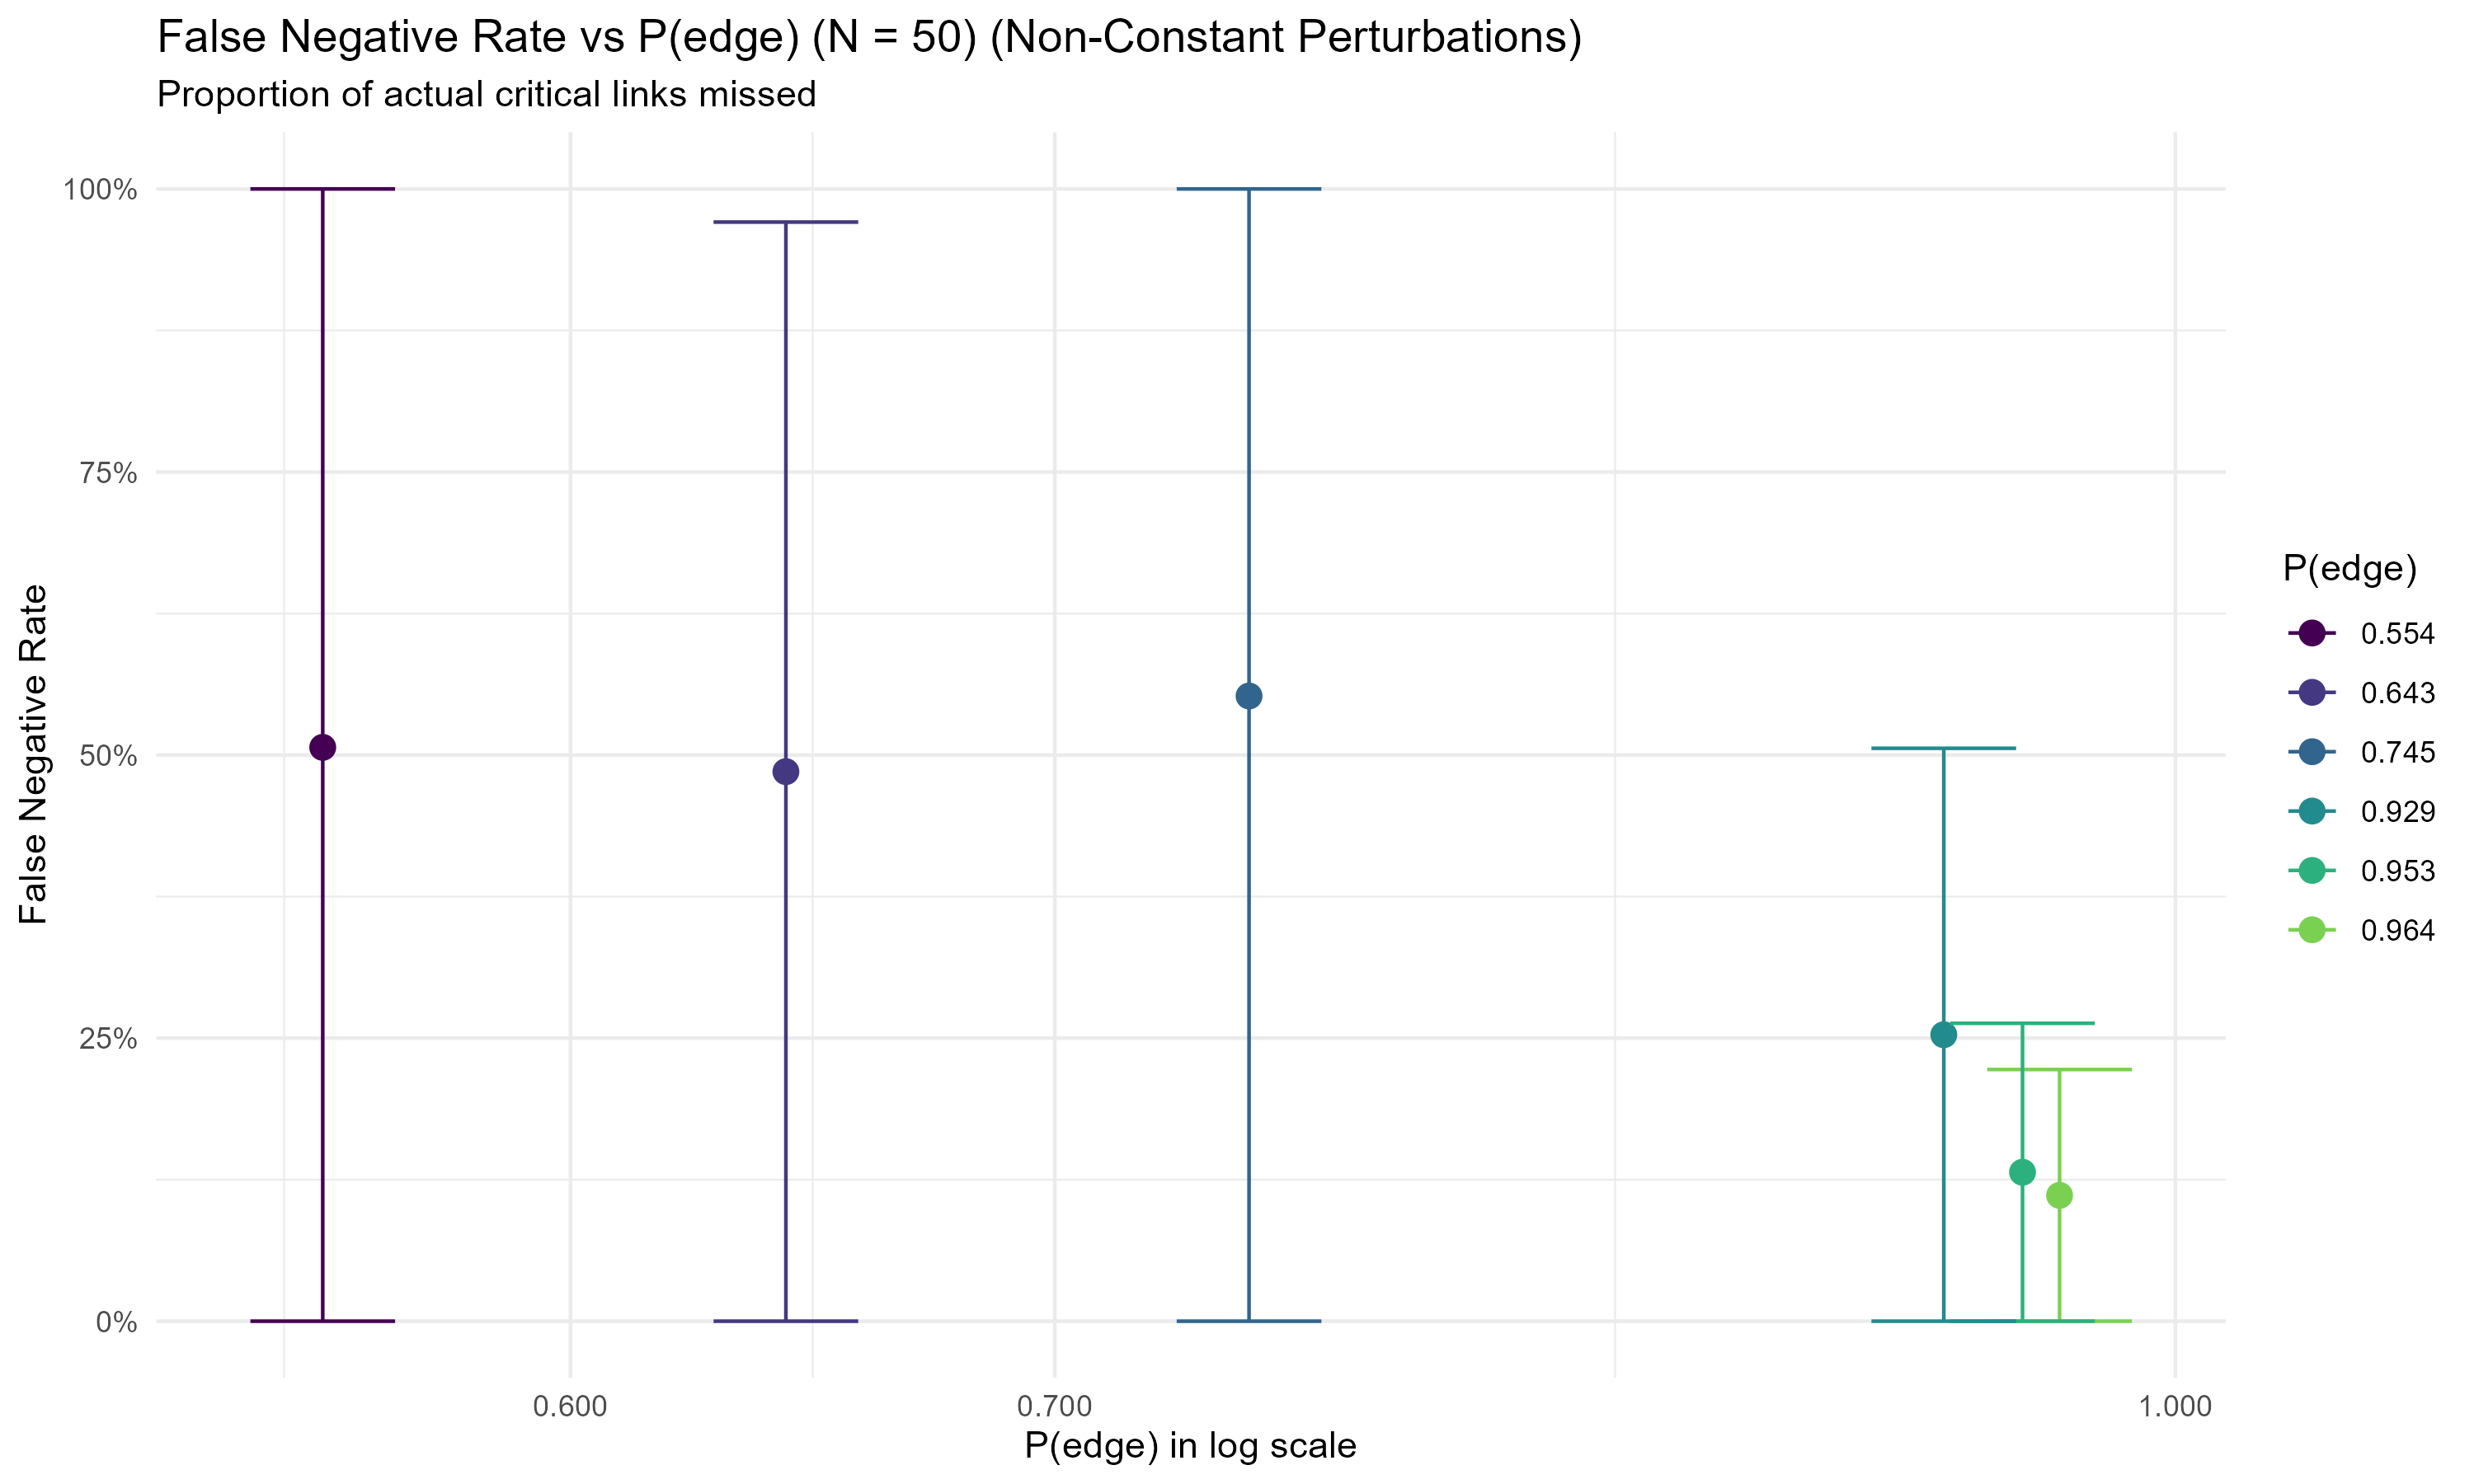 False Negative Rate vs P(edge) (N = 50) (Non-Constant Perturbations)
Proportion of actual critical links missed
False Negative Rate
100%
75%
50%
25%
0%
0.600
0.700
1.000
P(edge) in log scale
P(edge)
0.554
0.643
0.745
0.929
0.953
0.964